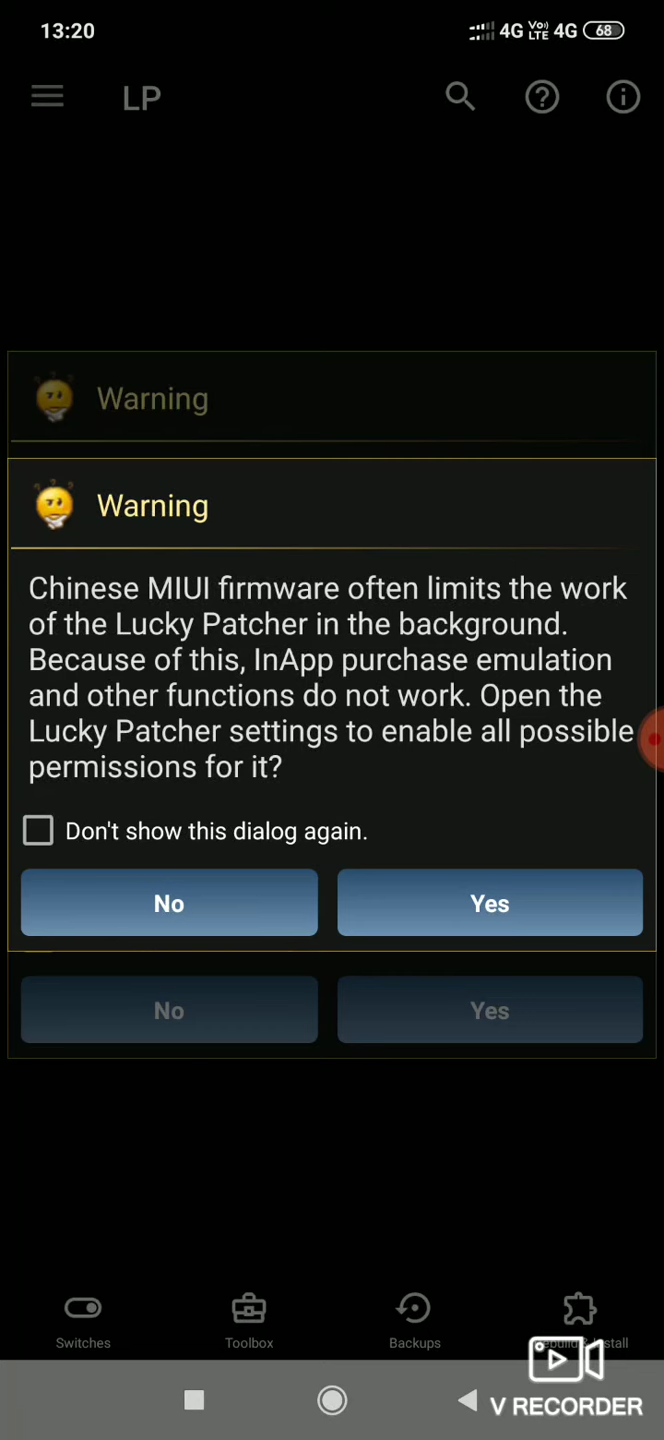 13:20
4G Vo)) LTE 4G 68
LP
Warning
Warning
Chinese MIUI firmware often limits the work
of the Lucky Patcher in the background.
Because of this, InApp purchase emulation
and other functions do not work. Open the
Lucky Patcher settings to enable all possible
permissions for it?
Don't show this dialog again.
No Yes
No Yes
Switches Toolbox Backups
V RECORDER